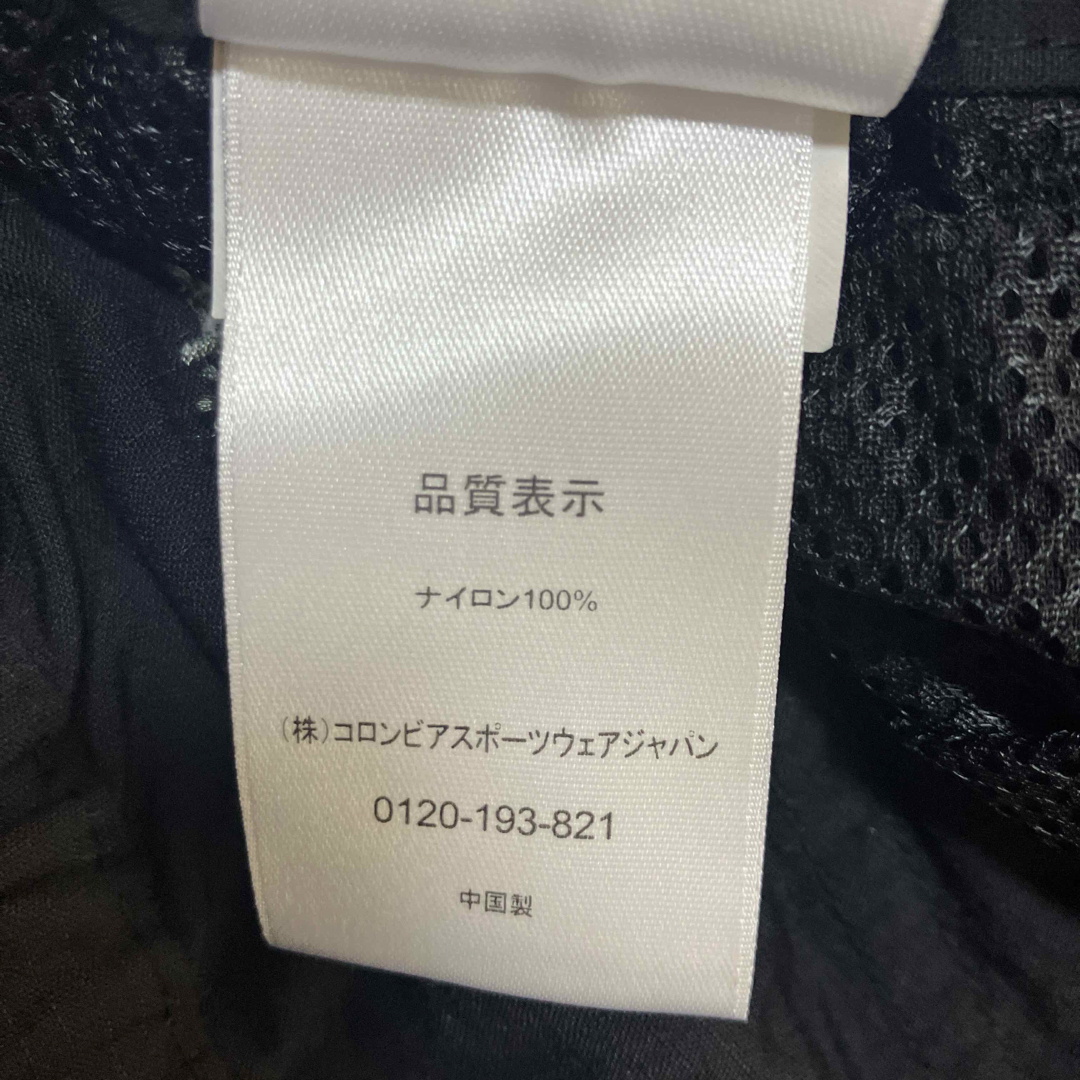 品質表示
ナイロン100%
(株)コロンビアスポーツウェアジャパン
0120-193-821
中国製